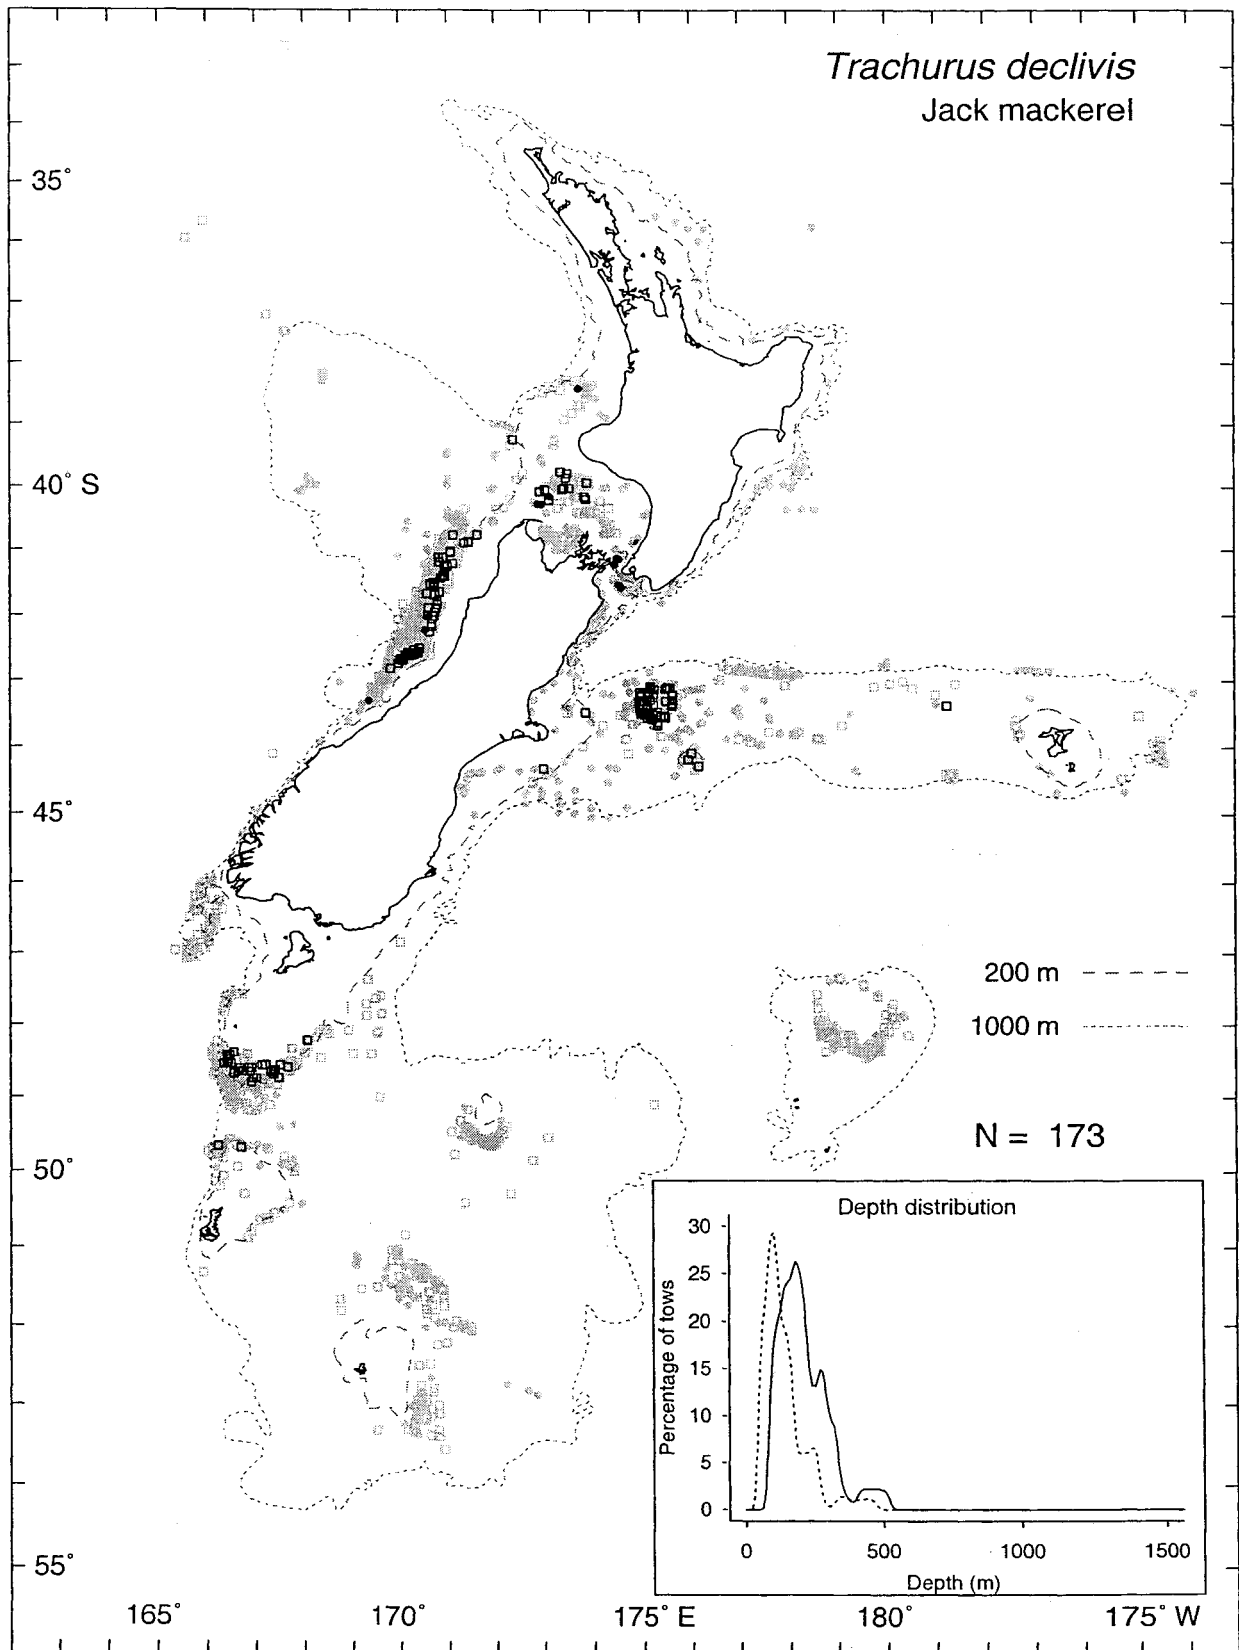 Trachurus declivis
Jack mackerel
35°
40° S
45°
50°
55°
200 m
1000 m
N = 173
Depth distribution
Percentage of tows
30
25
20
15
10
5
0
0 500 1000 1500
Depth (m)
165° 170° 175° E 180° 175° W